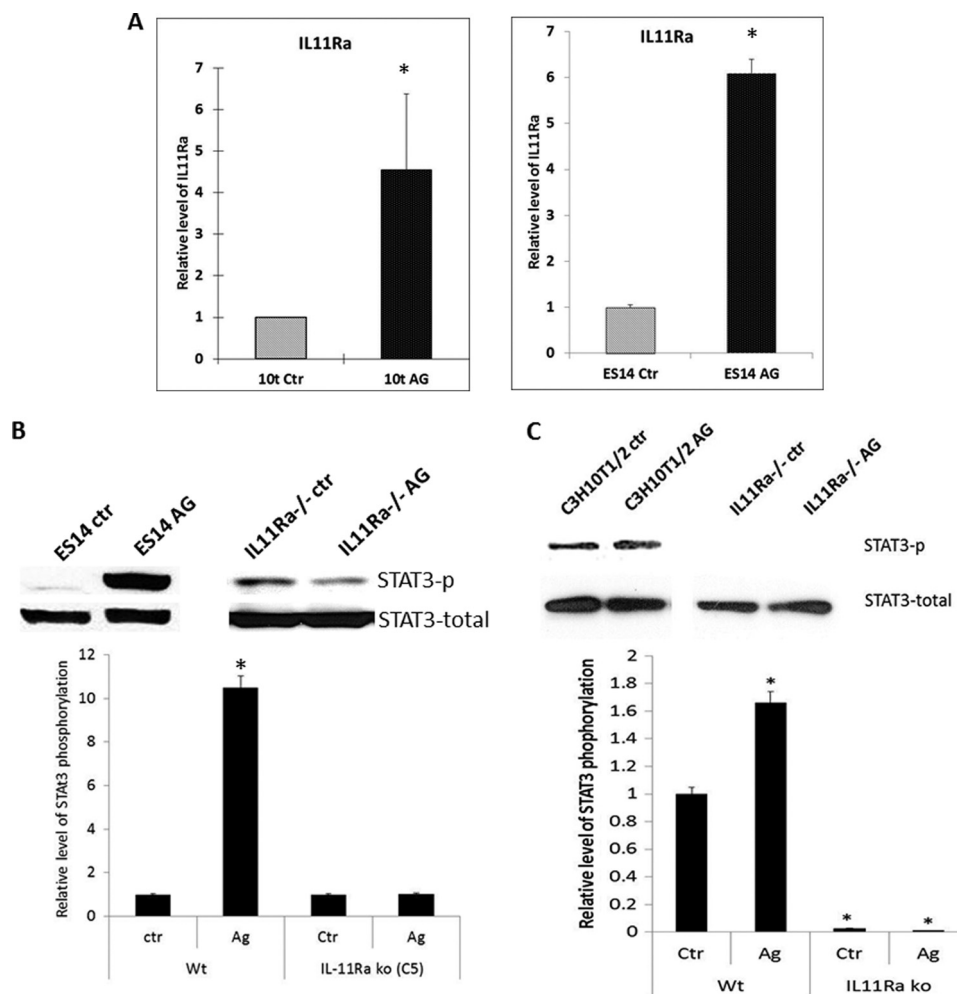 A
IL11Ra
*
Relative level of IL11Ra
8
7
6
5
4
3
2
1
0
10t Ctr
10t AG
IL11Ra
*
Relative level of IL11Ra
7
6
5
4
3
2
1
0
ES14 Ctr
ES14 AG
B
ES14 ctr
ES14 AG
IL11Ra-/- ctr
IL11Ra-/- AG
STAT3-p
STAT3-total
Relative level of STAt3 phosphorylation
12
10
8
6
4
2
0
*
ctr
Ag
Ctr
Ag
Wt
IL-11Ra ko (C5)
C
C3H10T1/2 ctr
C3H10T1/2 AG
IL11Ra-/- ctr
IL11Ra-/- AG
STAT3-p
STAT3-total
Relative level of STAT3 phophorylation
2
1.8
1.6
1.4
1.2
1
0.8
0.6
0.4
0.2
0
*
*
*
Ctr
Ag
Ctr
Ag
Wt
IL11Ra ko